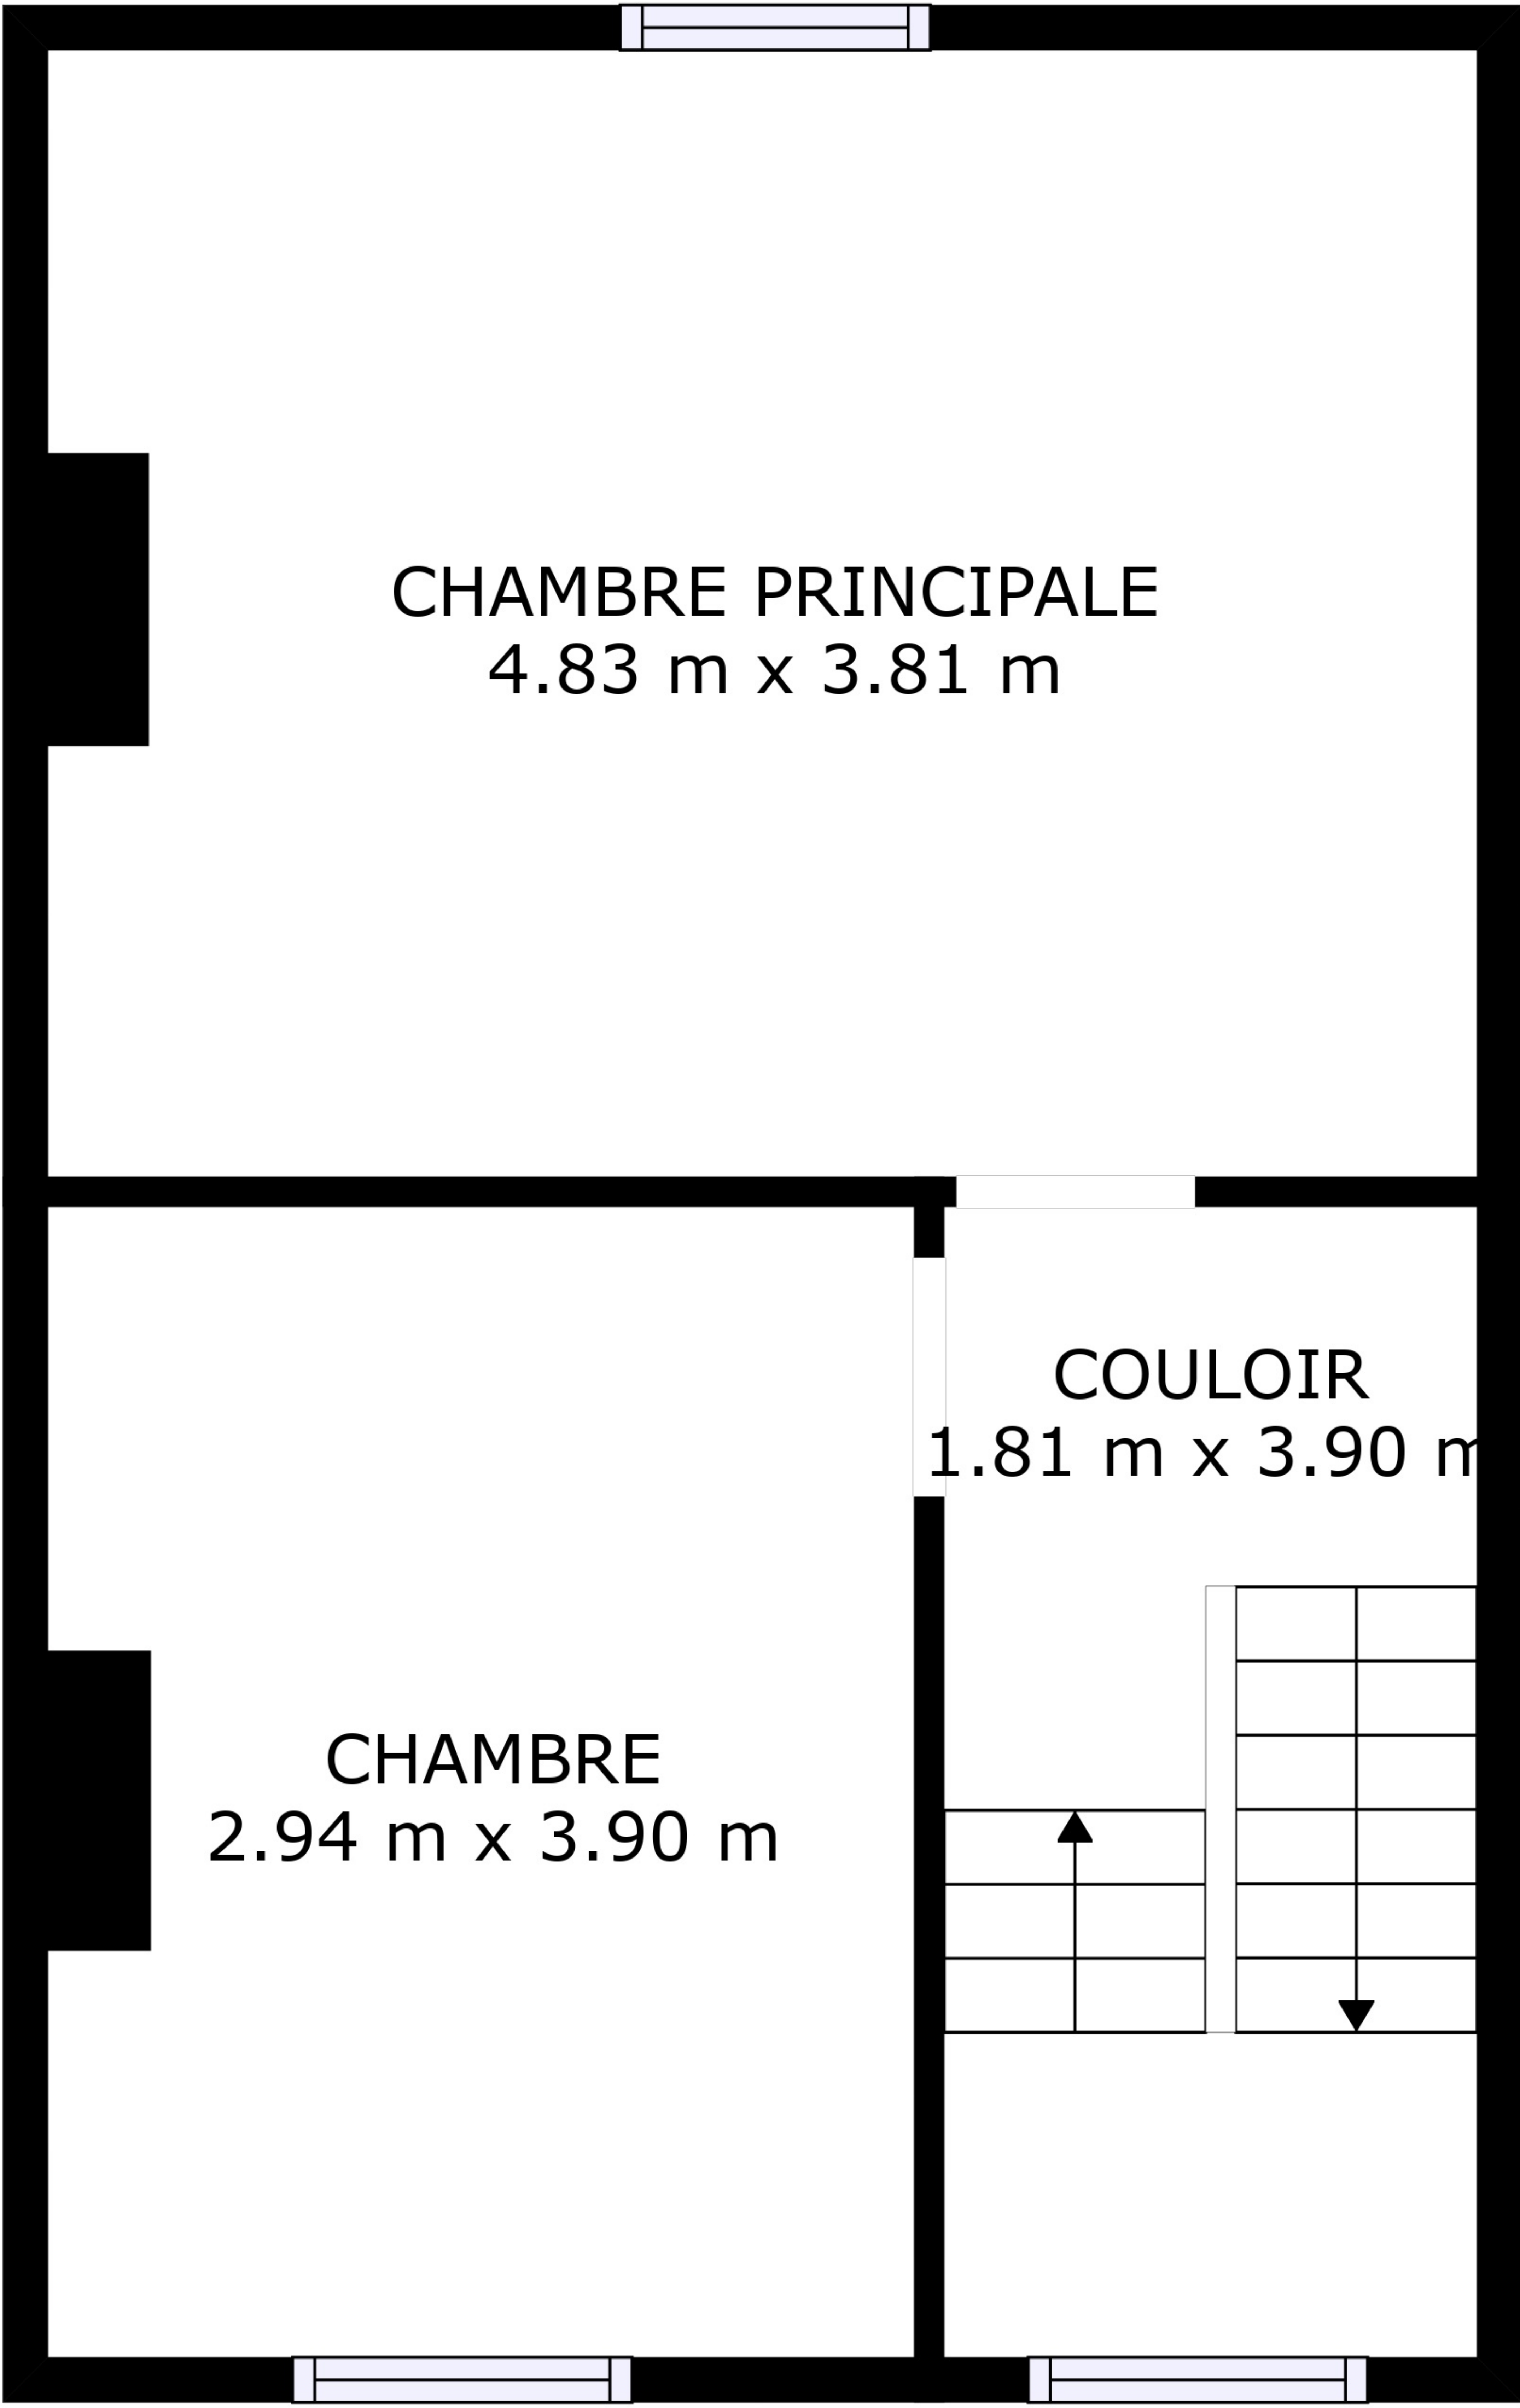 CHAMBRE PRINCIPALE
4.83 m x 3.81 m
COULOIR
1.81 m x 3.90 m
CHAMBRE
2.94 m x 3.90 m